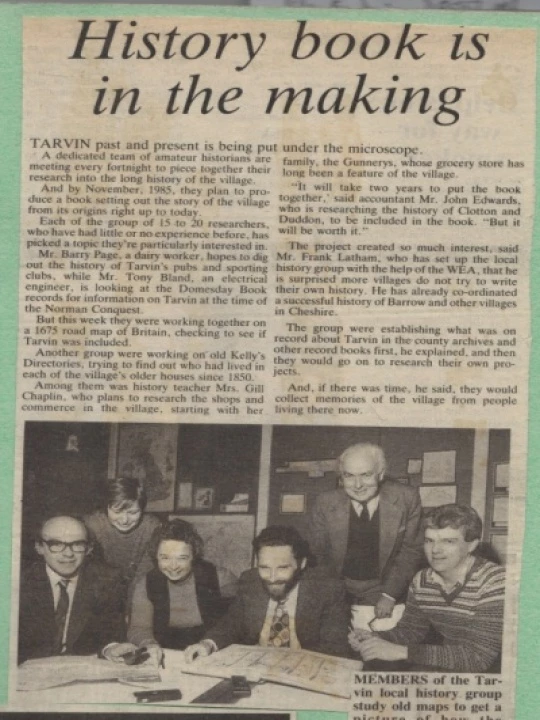 History book is
in the making
TARVIN past and present is being put under the microscope.
A dedicated team of amateur historians are
meeting every fortnight to piece together their
research into the long history of the village.
And by November, 1985, they plan to pro-
duce a book setting out the story of the village
from its origins right up to today.
Each of the group of 15 to 20 researchers,
who have had little or no experience before, has
picked a topic they're particularly interested in.
Mr. Barry Page, a dairy worker, hopes to dig
out the history of Tarvin's pubs and sporting
clubs, while Mr. Tony Bland, an electrical
engineer, is looking at the Domesday Book
records for information on Tarvin at the time of
the Norman Conquest.
But this week they were working together on
a 1675 road map of Britain, checking to see if
Tarvin was included.
Another group were working on old Kelly's
Directories, trying to find out who had lived in
each of the village's older houses since 1850.
Among them was history teacher Mrs. Gill
Chaplin, who plans to research the shops and
commerce in the village, starting with her
family, the Gunnerys, whose grocery store has
long been a feature of the village.
"It will take two years to put the book
together,' said accountant Mr. John Edwards,
who is researching the history of Clotton and
Duddon, to be included in the book. "But it
will be worth it."
The project created so much interest, said
Mr. Frank Latham, who has set up the local
history group with the help of the WEA, that he
is surprised more villages do not try to write
their own history. He has already co-ordinated
a successful history of Barrow and other villages
in Cheshire.
The group were establishing what was on
record about Tarvin in the county archives and
other record books first, he explained, and then
they would go on to research their own pro-
jects.
And, if there was time, he said, they would
collect memories of the village from people
living there now.
MEMBERS of the Tar-
vin local history group
study old maps to get a
picture of how the